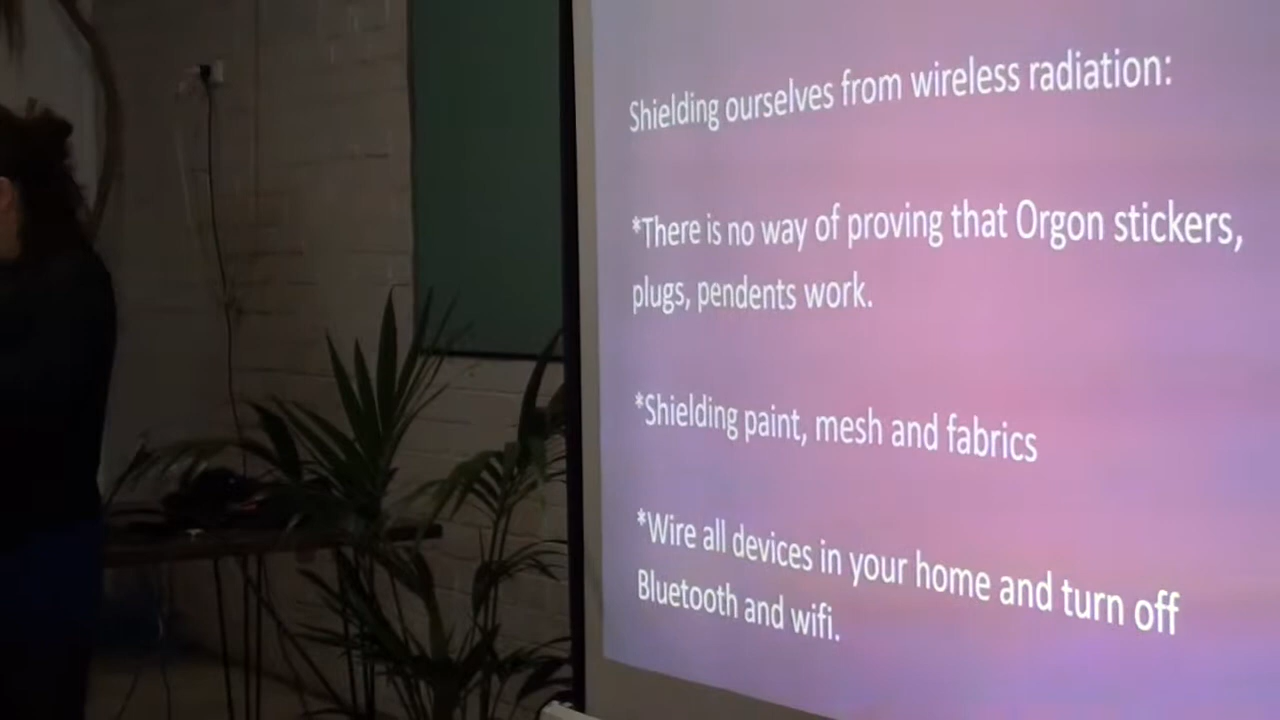 Shielding ourselves from wireless radiation:
*There is no way of proving that Orgon stickers,
plugs, pendents work.
*Shielding paint, mesh and fabrics
*Wire all devices in your home and turn off
Bluetooth and wifi.